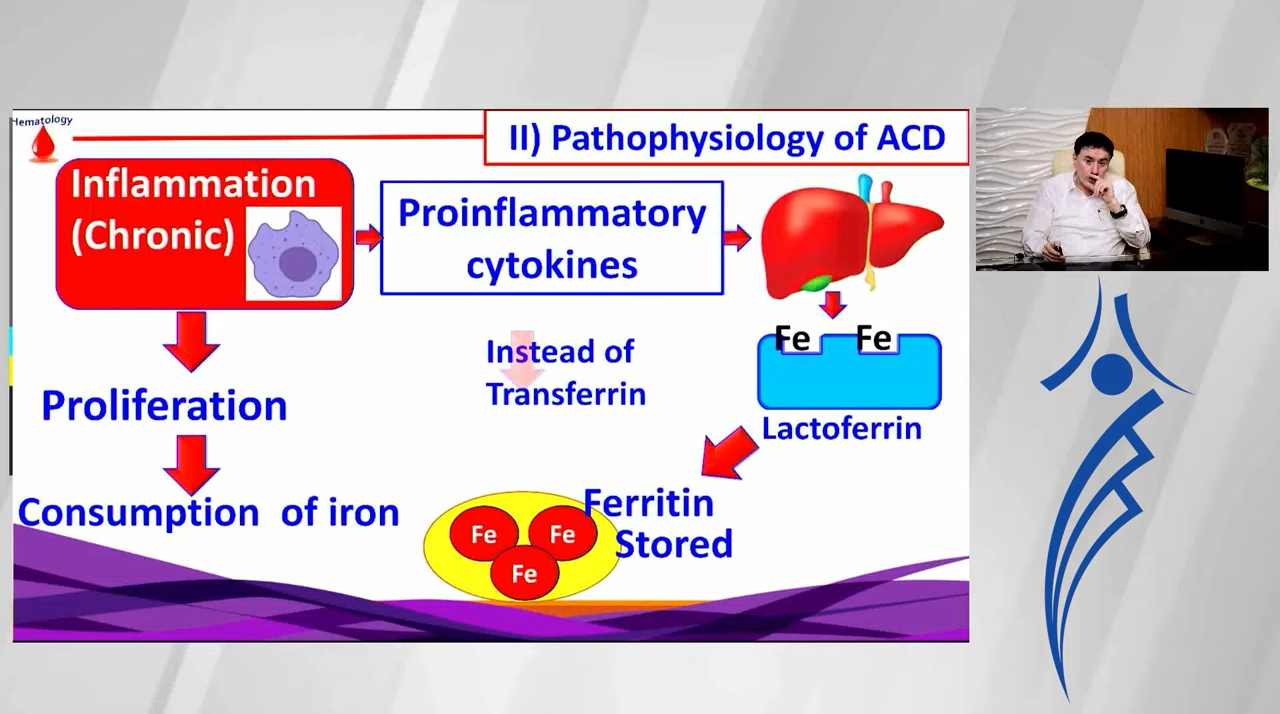 Hematology
II) Pathophysiology of ACD
Inflammation
(Chronic)
Proinflammatory
cytokines
Fe Fe
Instead of
Transferrin
Proliferation
Lactoferrin
Consumption of iron
Ferritin
Stored
Fe Fe
Fe